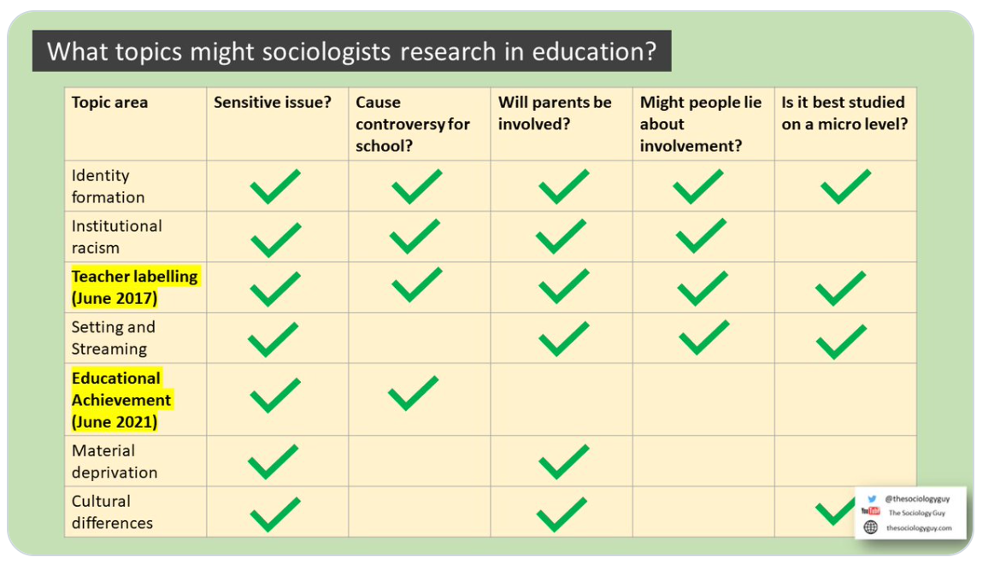 What topics might sociologists research in education?
Topic area
Sensitive issue?
Cause
controversy for
school?
Will parents be
involved?
Might people lie
about
involvement?
Is it best studied
on a micro level?
Identity
formation
Institutional
racism
Teacher labelling
(June 2017)
Setting and
Streaming
Educational
Achievement
(June 2021)
Material
deprivation
Cultural
differences
@thesociologyguy
YouTube The Sociology Guy
thesociologyguy.com